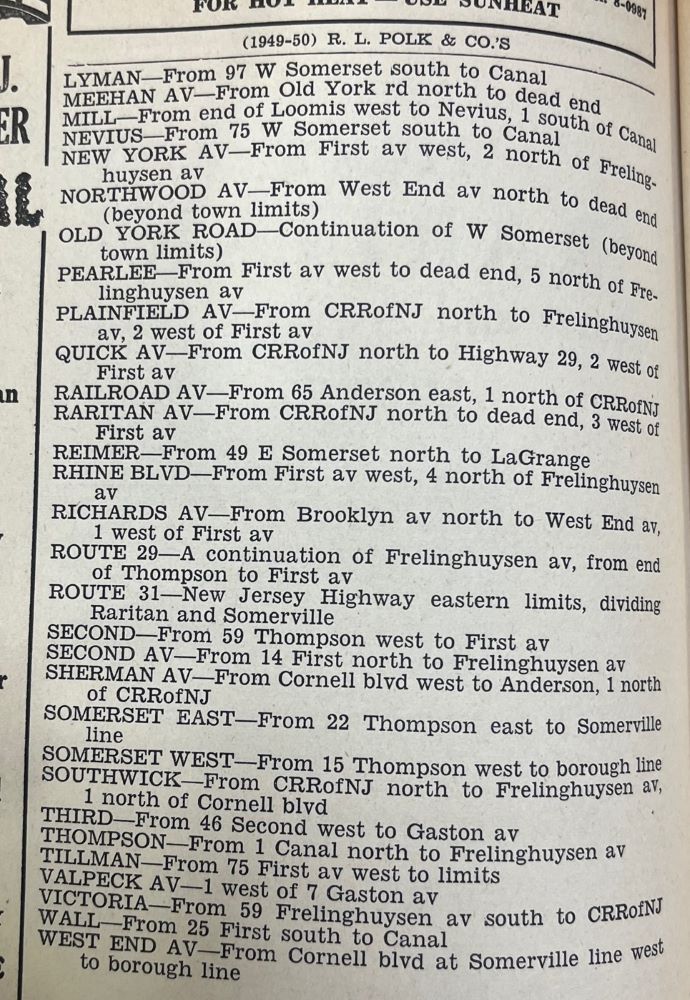 FOR HOT HEAT — USE SUNHEAT
8-0987
(1949-50) R. L. POLK & CO.'S
J.
ER
LYMAN—From 97 W Somerset south to Canal
MEEHAN AV—From Old York rd north to dead end
MILL—From end of Loomis west to Nevius, 1 south of Canal
NEVIUS—From 75 W Somerset south to Canal
NEW YORK AV—From First av west, 2 north of Freling-
huysen av
NORTHWOOD AV—From West End av north to dead end
(beyond town limits)
OLD YORK ROAD—Continuation of W Somerset (beyond
town limits)
PEARLEE—From First av west to dead end, 5 north of Fre-
linghuysen av
PLAINFIELD AV—From CRRofNJ north to Frelinghuysen
av, 2 west of First av
QUICK AV—From CRRofNJ north to Highway 29, 2 west of
First av
an
RAILROAD AV—From 65 Anderson east, 1 north of CRRofNJ
RARITAN AV—From CRRofNJ north to dead end, 3 west of
First av
REIMER—From 49 E Somerset north to LaGrange
RHINE BLVD—From First av west, 4 north of Frelinghuysen
av
RICHARDS AV—From Brooklyn av north to West End av,
1 west of First av
ROUTE 29—A continuation of Frelinghuysen av, from end
of Thompson to First av
ROUTE 31—New Jersey Highway eastern limits, dividing
Raritan and Somerville
SECOND—From 59 Thompson west to First av
SECOND AV—From 14 First north to Frelinghuysen av
SHERMAN AV—From Cornell blvd west to Anderson, 1 north
of CRRofNJ
SOMERSET EAST—From 22 Thompson east to Somerville
line
SOMERSET WEST—From 15 Thompson west to borough line
SOUTHWICK—From CRRofNJ north to Frelinghuysen av,
1 north of Cornell blvd
THIRD—From 46 Second west to Gaston av
THOMPSON—From 1 Canal north to Frelinghuysen av
TILLMAN—From 75 First av west to limits
VALPECK AV—1 west of 7 Gaston av
VICTORIA—From 59 Frelinghuysen av south to CRRofNJ
WALL—From 25 First south to Canal
WEST END AV—From Cornell blvd at Somerville line west
to borough line